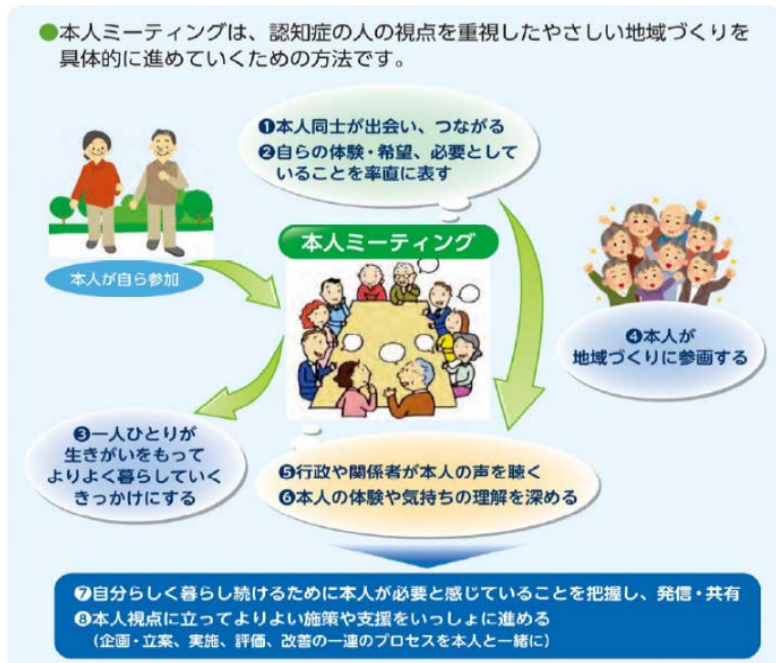 ●本人ミーティングは、認知症の人の視点を重視したやさしい地域づくりを
具体的に進めていくための方法です。
❶本人同士が出会い、つながる
❷自らの体験・希望、必要として
いることを率直に表す
本人ミーティング
本人が自ら参加
❹本人が
地域づくりに参画する
❸一人ひとりが
生きがいをもって
よりよく暮らしていく
きっかけにする
❺行政や関係者が本人の声を聴く
❻本人の体験や気持ちの理解を深める
❼自分らしく暮らし続けるために本人が必要と感じていることを把握し、発信・共有
❽本人視点に立ってよりよい施策や支援をいっしょに進める
(企画・立案、実施、評価、改善の一連のプロセスを本人と一緒に)